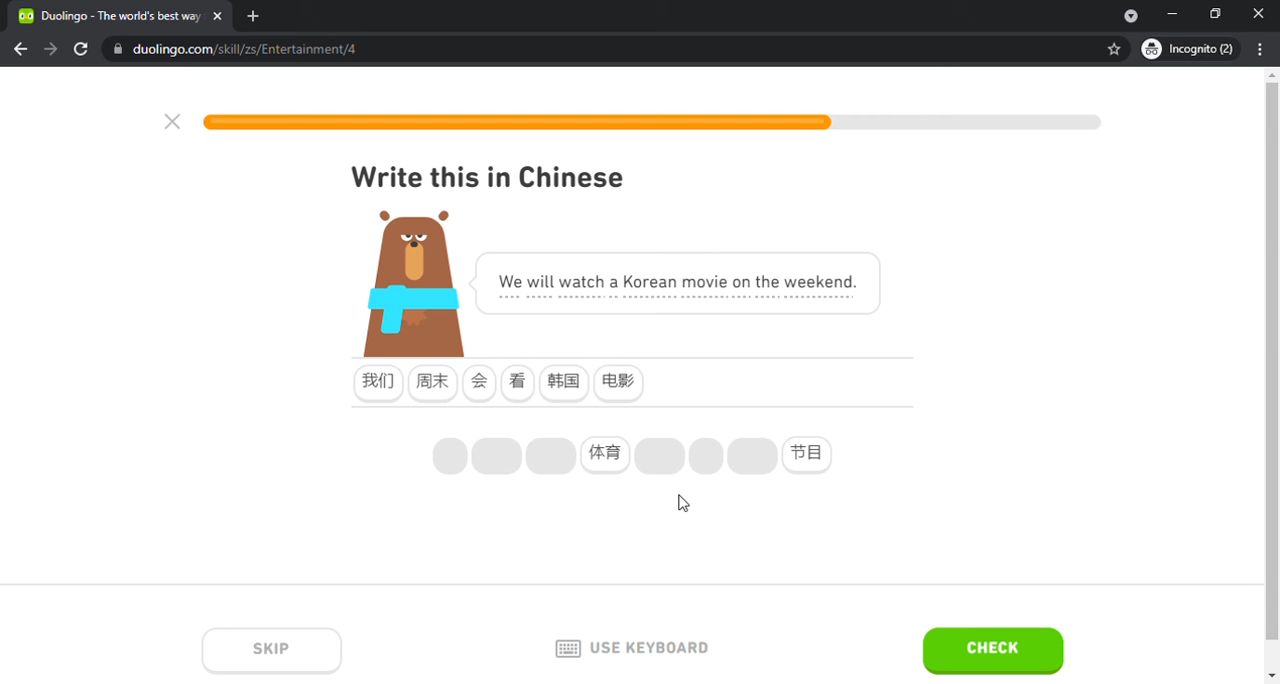 Duolingo - The world's best way
duolingo.com/skill/zs/Entertainment/4
Incognito (2)
Write this in Chinese
We will watch a Korean movie on the weekend.
我们 周末 会 看 韩国 电影
体育 节目
SKIP
USE KEYBOARD
CHECK